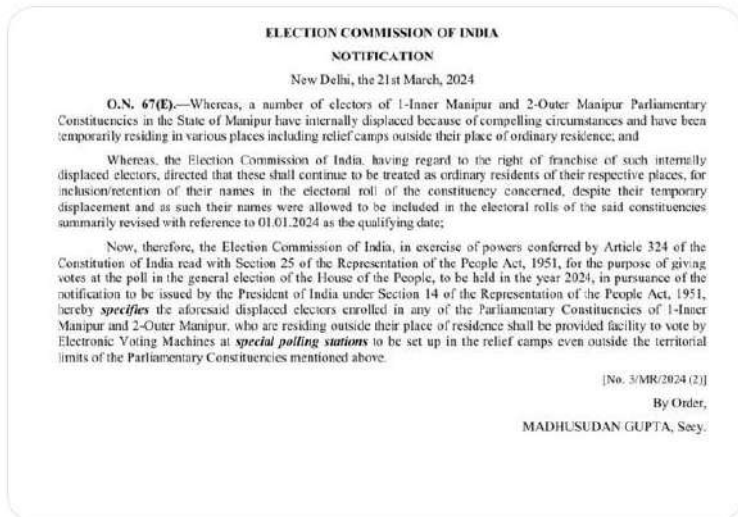 ELECTION COMMISSION OF INDIA
NOTIFICATION
New Delhi, the 21st March, 2024
O.N. 67(E).—Whereas, a number of electors of 1-Inner Manipur and 2-Outer Manipur Parliamentary
Constituencies in the State of Manipur have internally displaced because of compelling circumstances and have been
temporarily residing in various places including relief camps outside their place of ordinary residence; and
Whereas, the Election Commission of India, having regard to the right of franchise of such internally
displaced electors, directed that these shall continue to be treated as ordinary residents of their respective places, for
inclusion/retention of their names in the electoral roll of the constituency concerned, despite their temporary
displacement and as such their names were allowed to be included in the electoral rolls of the said constituencies
summarily revised with reference to 01.01.2024 as the qualifying date;
Now, therefore, the Election Commission of India, in exercise of powers conferred by Article 324 of the
Constitution of India read with Section 25 of the Representation of the People Act, 1951, for the purpose of giving
votes at the poll in the general election of the House of the People, to be held in the year 2024, in pursuance of the
notification to be issued by the President of India under Section 14 of the Representation of the People Act, 1951,
hereby specifies the aforesaid displaced electors enrolled in any of the Parliamentary Constituencies of 1-Inner
Manipur and 2-Outer Manipur, who are residing outside their place of residence shall be provided facility to vote by
Electronic Voting Machines at special polling stations to be set up in the relief camps even outside the territorial
limits of the Parliamentary Constituencies mentioned above.
[No. 3/MR/2024 (2)]
By Order,
MADHUSUDAN GUPTA, Secy.